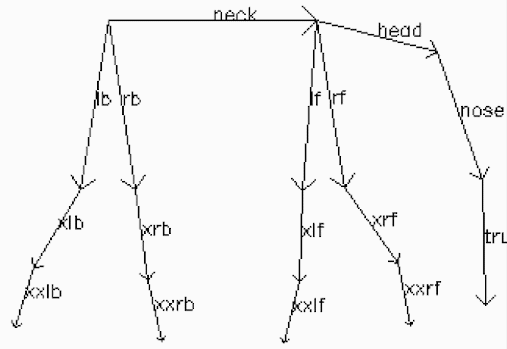 neck
head
lb rb lf rf
nose
xlb xrb xlf xrf
tru
xxlb xxrb xxlf xxrf